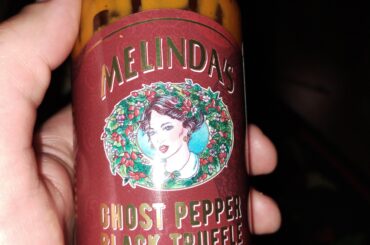 MELINDA'S
GHOST PEPPER
BLACK TRUFFLE